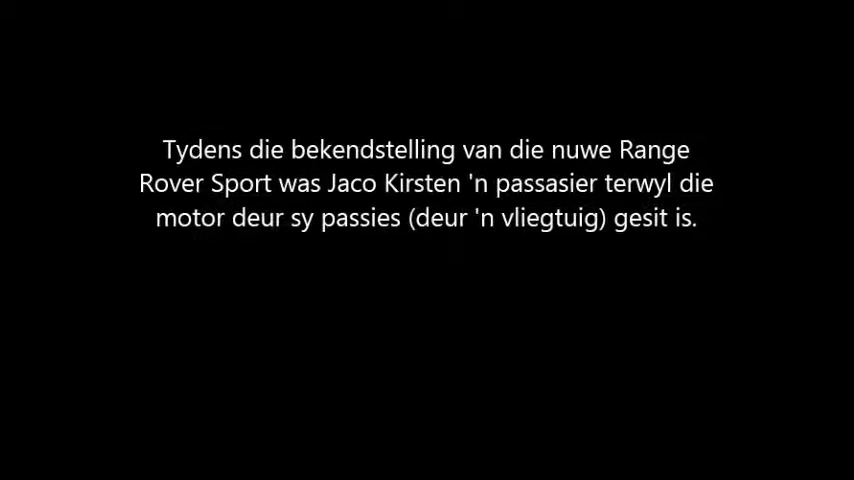 Tydens die bekendstelling van die nuwe Range
Rover Sport was Jaco Kirsten 'n passasier terwyl die
motor deur sy passies (deur 'n vliegtuig) gesit is.